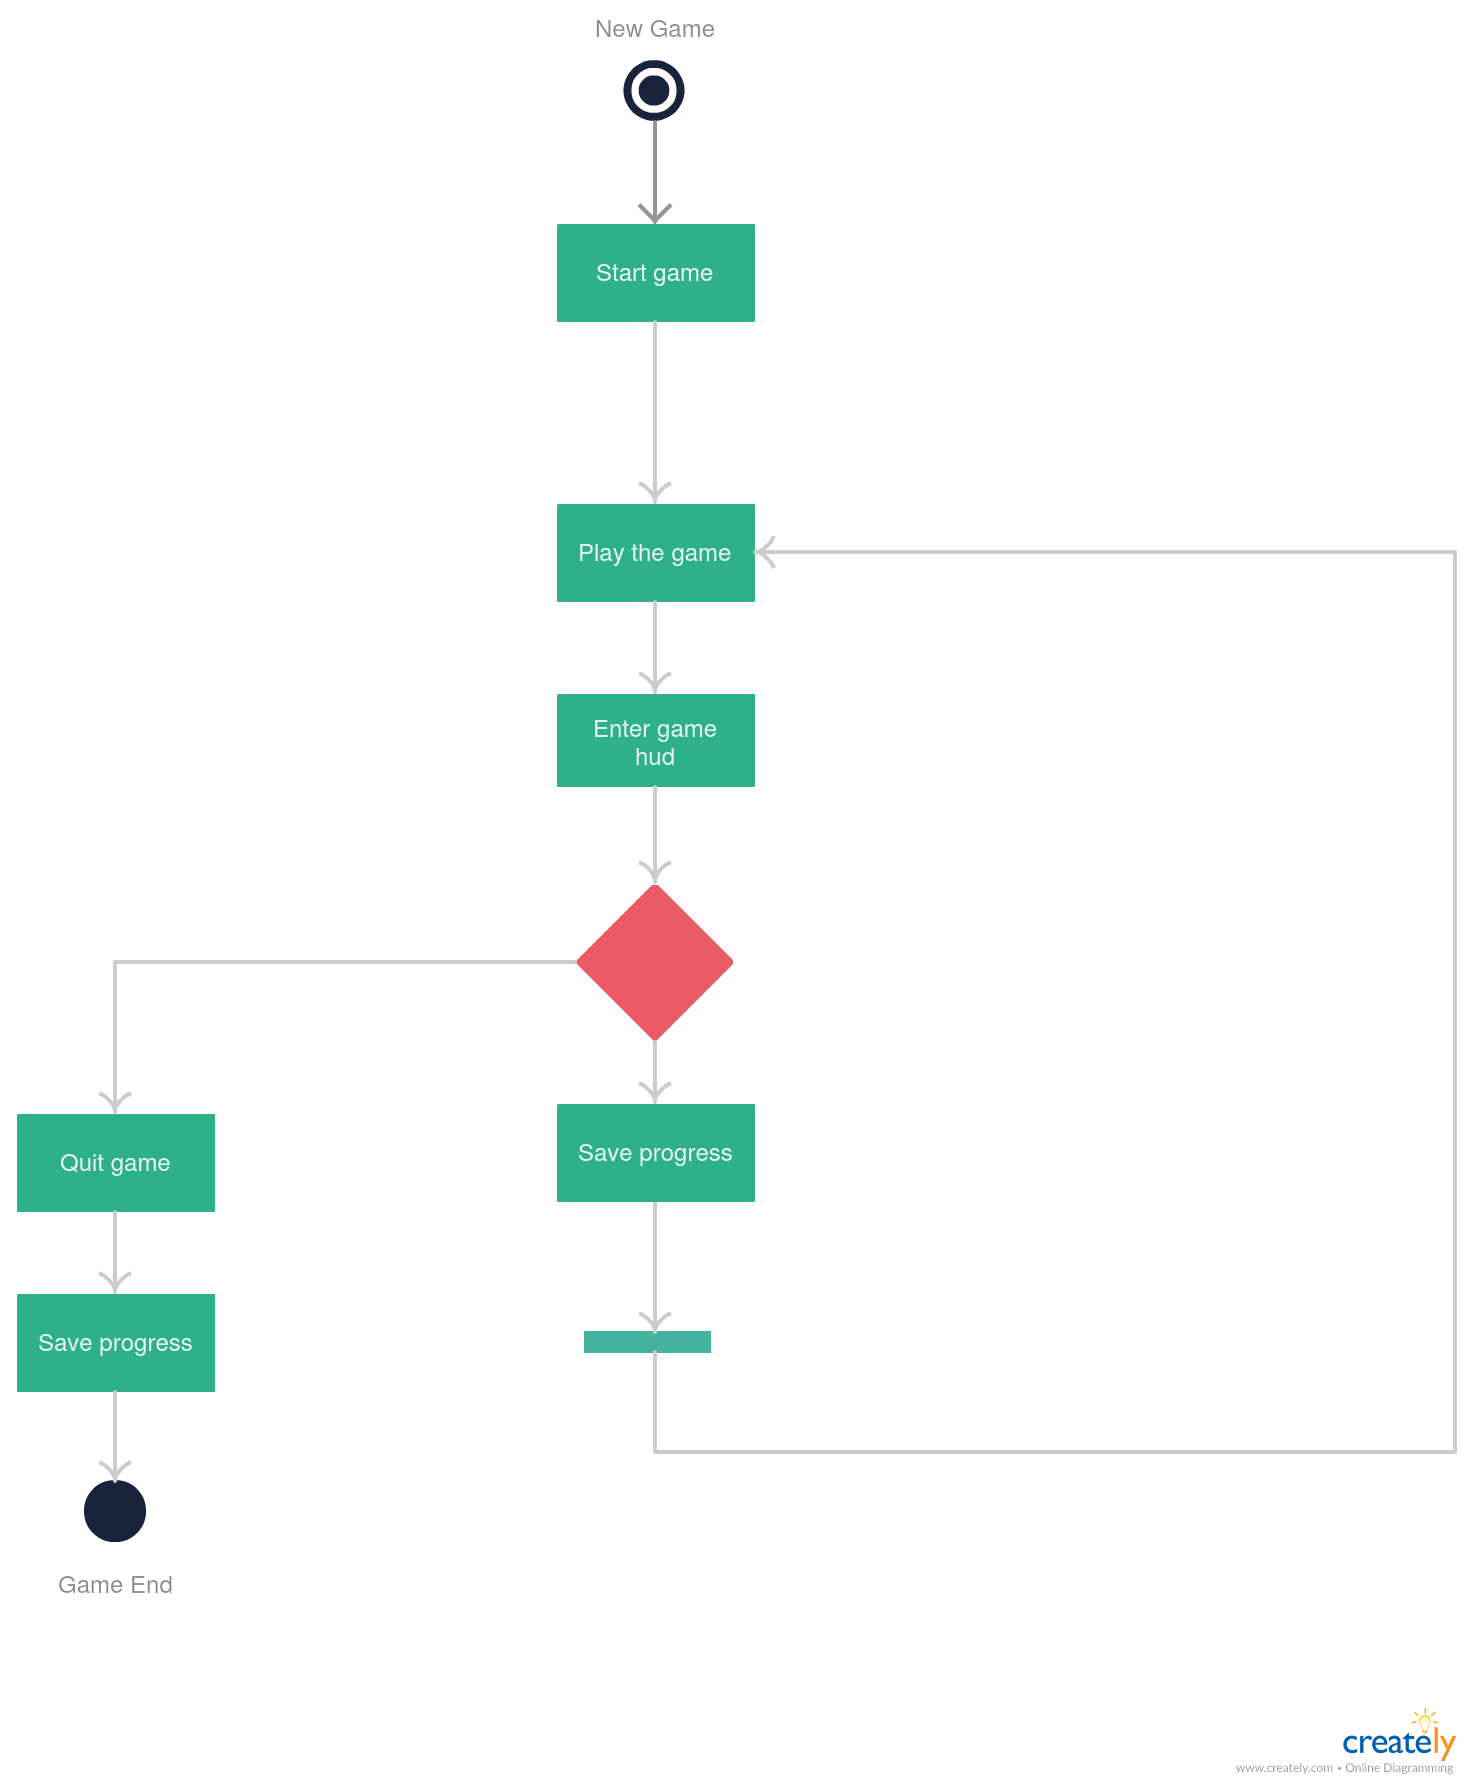 New Game
Start game
Play the game
Enter game
hud
Quit game
Save progress
Save progress
Game End
creately
www.creately.com • Online Diagramming